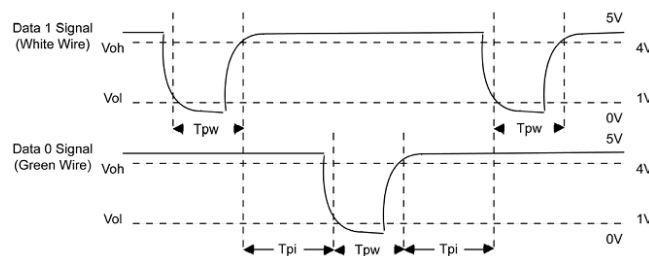 5V
Data 1 Signal
(White Wire)
Voh
4V
Vol
1V
0V
Tpw
Tpw
5V
Data 0 Signal
(Green Wire)
Voh
4V
Vol
1V
0V
Tpi
Tpw
Tpi